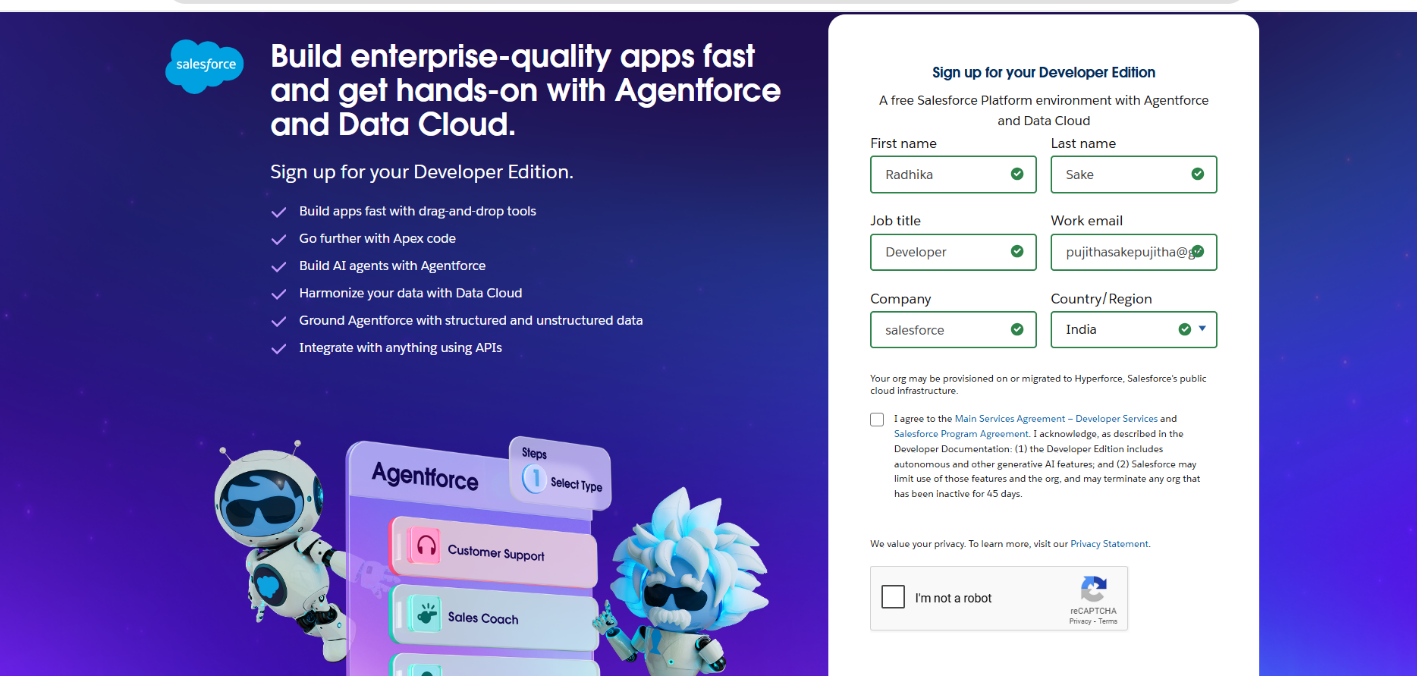 salesforce
Build enterprise-quality apps fast
and get hands-on with Agentforce
and Data Cloud.
Sign up for your Developer Edition.
Build apps fast with drag-and-drop tools
Go further with Apex code
Build AI agents with Agentforce
Harmonize your data with Data Cloud
Ground Agentforce with structured and unstructured data
Integrate with anything using APIs
Agentforce
Steps
1 Select Type
Customer Support
Sales Coach
Sign up for your Developer Edition
A free Salesforce Platform environment with Agentforce
and Data Cloud
First name Last name
Radhika Sake
Job title Work email
Developer pujithasakepujitha@g
Company Country/Region
salesforce India
Your org may be provisioned on or migrated to Hyperforce, Salesforce's public
cloud infrastructure.
I agree to the Main Services Agreement – Developer Services and
Salesforce Program Agreement. I acknowledge, as described in the
Developer Documentation: (1) the Developer Edition includes
autonomous and other generative AI features; and (2) Salesforce may
limit use of those features and the org, and may terminate any org that
has been inactive for 45 days.
We value your privacy. To learn more, visit our Privacy Statement.
I'm not a robot
reCAPTCHA
Privacy - Terms